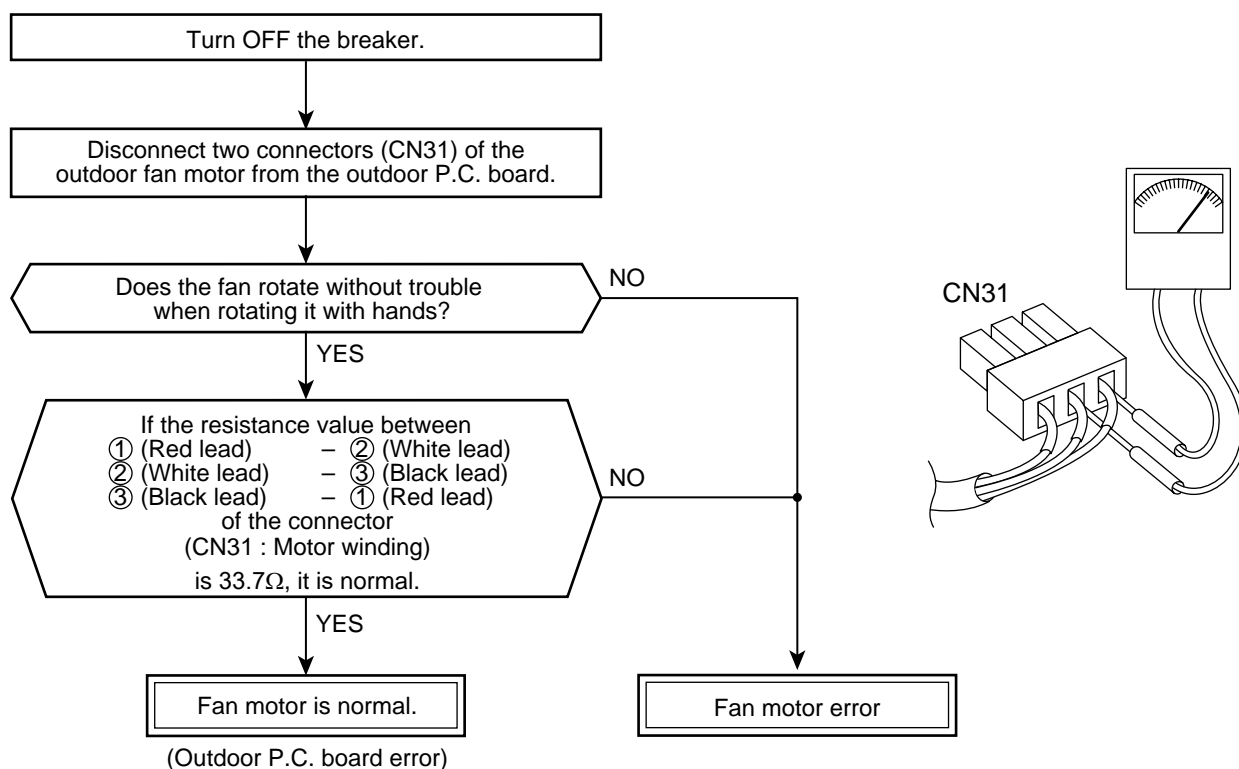 Turn OFF the breaker.
Disconnect two connectors (CN31) of the
outdoor fan motor from the outdoor P.C. board.
Does the fan rotate without trouble
when rotating it with hands?
NO
YES
If the resistance value between
① (Red lead) – ② (White lead)
② (White lead) – ③ (Black lead)
③ (Black lead) – ① (Red lead)
of the connector
(CN31 : Motor winding)
is 33.7Ω, it is normal.
NO
YES
Fan motor is normal.
(Outdoor P.C. board error)
Fan motor error
CN31